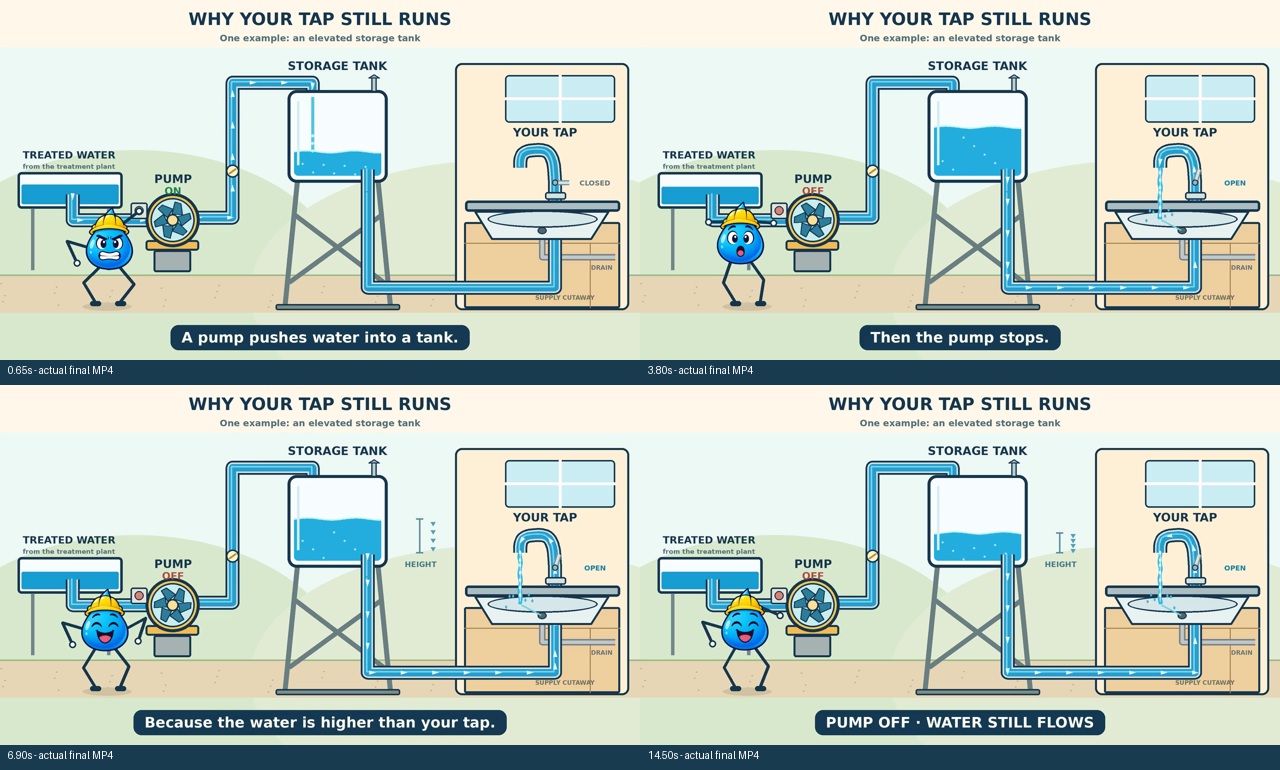 WHY YOUR TAP STILL RUNS
One example: an elevated storage tank
STORAGE TANK
YOUR TAP
TREATED WATER
from the treatment plant
PUMP
ON
CLOSED
DRAIN
SUPPLY CUTAWAY
A pump pushes water into a tank.
0.65s - actual final MP4
WHY YOUR TAP STILL RUNS
One example: an elevated storage tank
STORAGE TANK
YOUR TAP
TREATED WATER
from the treatment plant
PUMP
OFF
OPEN
DRAIN
SUPPLY CUTAWAY
Then the pump stops.
3.80s - actual final MP4
WHY YOUR TAP STILL RUNS
One example: an elevated storage tank
STORAGE TANK
YOUR TAP
TREATED WATER
from the treatment plant
PUMP
OFF
HEIGHT
OPEN
DRAIN
SUPPLY CUTAWAY
Because the water is higher than your tap.
6.90s - actual final MP4
WHY YOUR TAP STILL RUNS
One example: an elevated storage tank
STORAGE TANK
YOUR TAP
TREATED WATER
from the treatment plant
PUMP
OFF
HEIGHT
OPEN
DRAIN
SUPPLY CUTAWAY
PUMP OFF · WATER STILL FLOWS
14.50s - actual final MP4